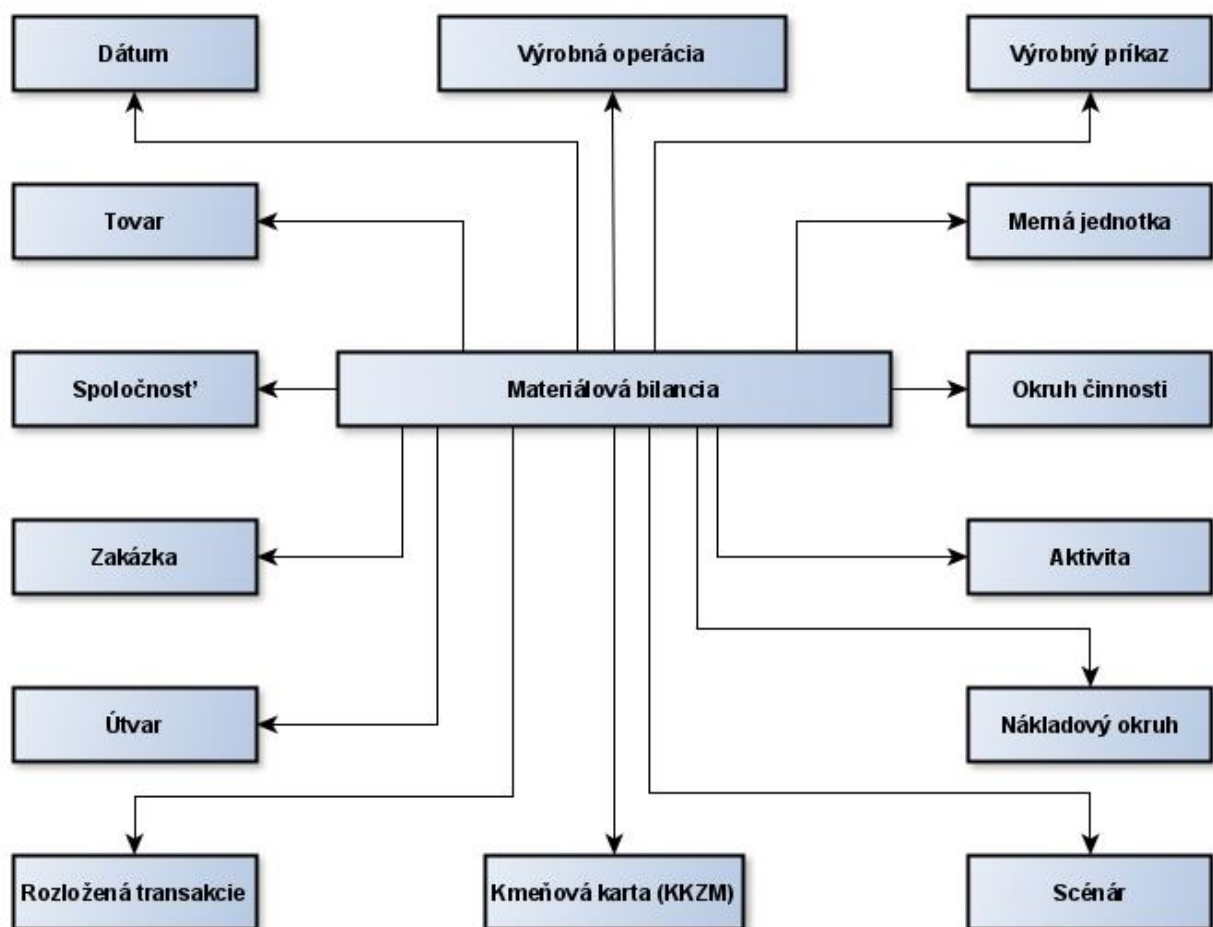 Dátum
Výrobná operácia
Výrobný príkaz
Tovar
Merná jednotka
Spoločnosť
Materiálová bilancia
Okruh činnosti
Zakázka
Aktivita
Útvar
Nákladový okruh
Rozložená transakcie
Kmeňová karta (KKZM)
Scénár